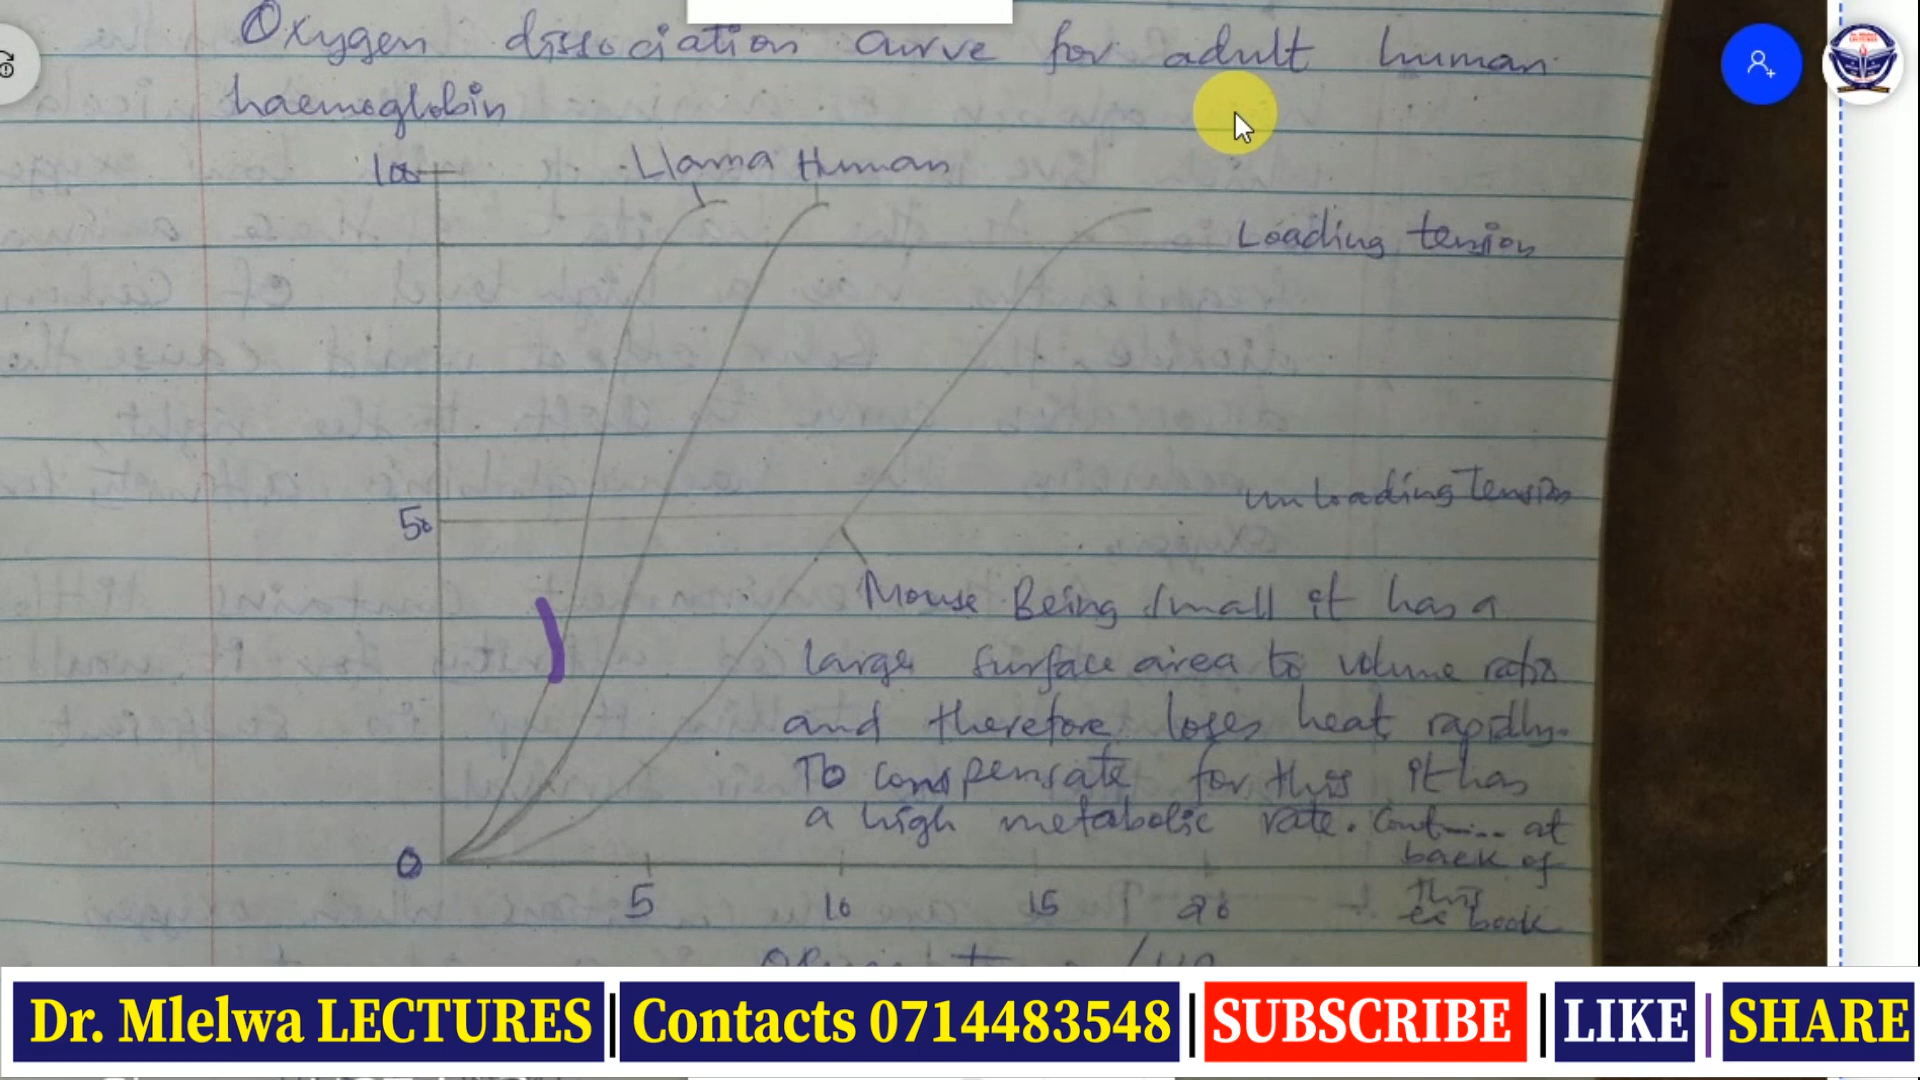 Oxygen dissociation curve for adult human
haemoglobin
100
Llama Human
Loading tension
50
unloading Tension
Mouse Being small it has a
large surface area to volume ratio
and therefore loses heat rapidly.
To compensate for this it has
a high metabolic rate. Cont.... at
back of
this
book
0
5 10 15 20
Dr. Mlelwa LECTURES Contacts 0714483548 SUBSCRIBE LIKE SHARE